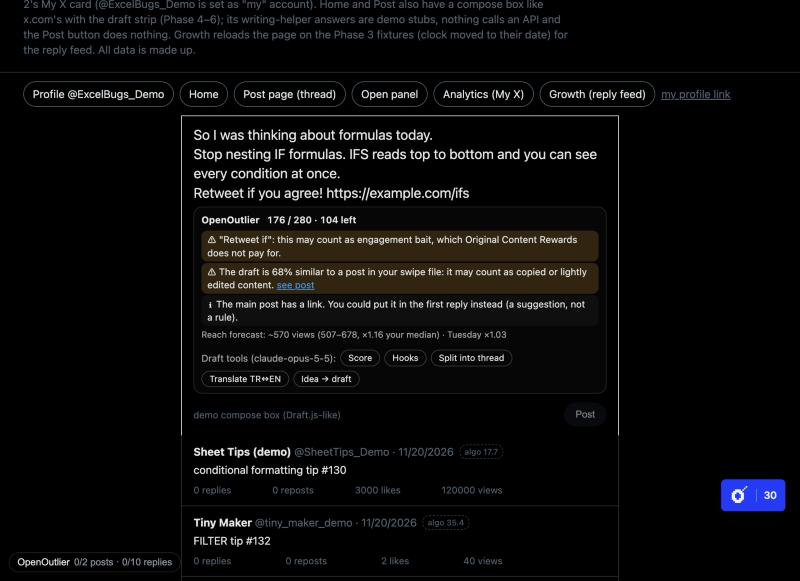 2's My X card (@ExcelBugs_Demo is set as "my" account). Home and Post also have a compose box like
x.com's with the draft strip (Phase 4–6); its writing-helper answers are demo stubs, nothing calls an API and
the Post button does nothing. Growth reloads the page on the Phase 3 fixtures (clock moved to their date) for
the reply feed. All data is made up.
Profile @ExcelBugs_Demo Home Post page (thread) Open panel Analytics (My X) Growth (reply feed) my profile link
So I was thinking about formulas today.
Stop nesting IF formulas. IFS reads top to bottom and you can see
every condition at once.
Retweet if you agree! https://example.com/ifs
OpenOutlier 176 / 280 · 104 left
⚠ "Retweet if": this may count as engagement bait, which Original Content Rewards
does not pay for.
⚠ The draft is 68% similar to a post in your swipe file: it may count as copied or lightly
edited content. see post
ℹ The main post has a link. You could put it in the first reply instead (a suggestion, not
a rule).
Reach forecast: ~570 views (507–678, ×1.16 your median) · Tuesday ×1.03
Draft tools (claude-opus-5-5): Score Hooks Split into thread
Translate TR↔EN Idea → draft
demo compose box (Draft.js-like) Post
Sheet Tips (demo) @SheetTips_Demo · 11/20/2026 algo 17.7
conditional formatting tip #130
0 replies 0 reposts 3000 likes 120000 views
Tiny Maker @tiny_maker_demo · 11/20/2026 algo 35.4
FILTER tip #132
0 replies 0 reposts 2 likes 40 views
30
OpenOutlier 0/2 posts · 0/10 replies